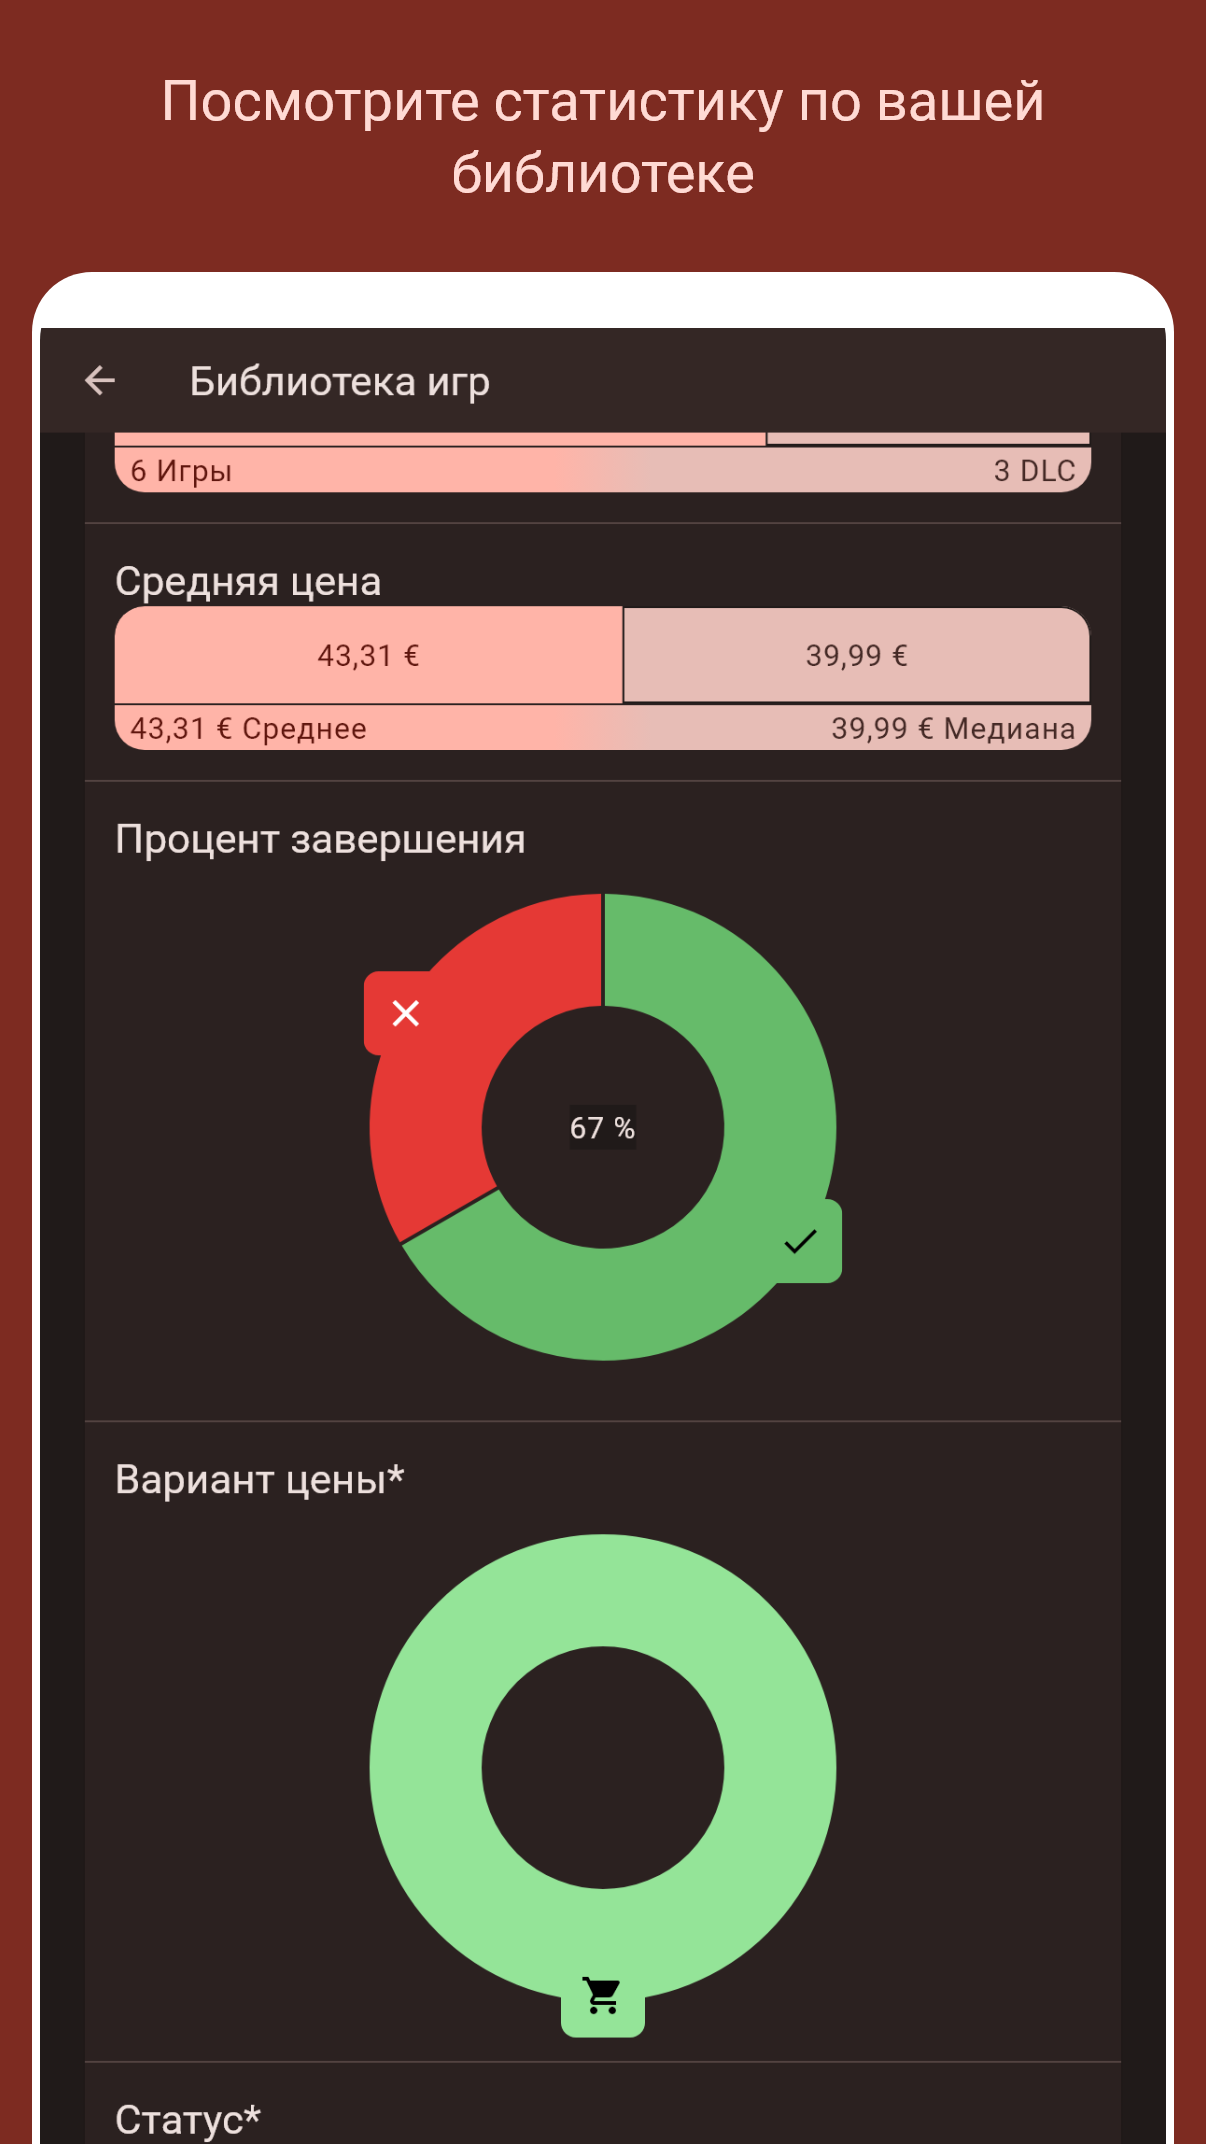 Посмотрите статистику по вашей
библиотеке
Библиотека игр
6 Игры
3 DLC
Средняя цена
43,31 €
39,99 €
43,31 € Среднее
39,99 € Медиана
Процент завершения
67 %
Вариант цены*
Статус*